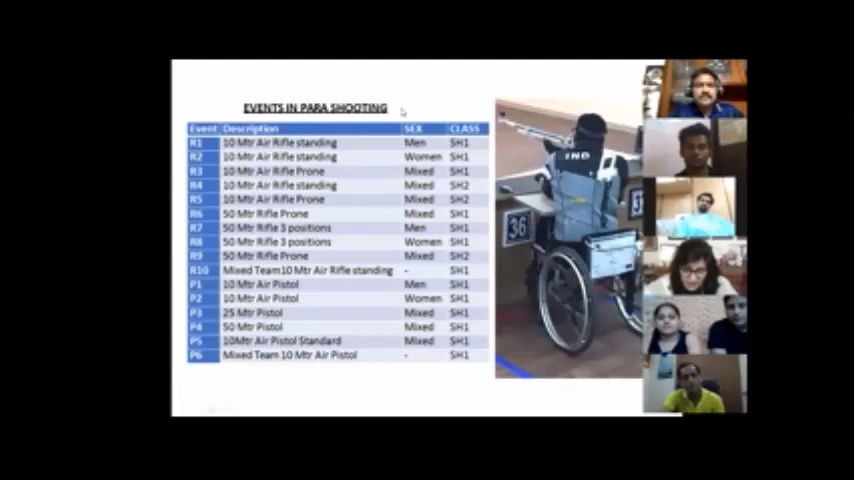 EVENTS IN PARA SHOOTING
Event Description SEX CLASS
R1 10 Mtr Air Rifle standing Men SH1
R2 10 Mtr Air Rifle standing Women SH1
R3 10 Mtr Air Rifle Prone Mixed SH1
R4 10 Mtr Air Rifle standing Mixed SH2
R5 10 Mtr Air Rifle Prone Mixed SH2
R6 50 Mtr Rifle Prone Mixed SH1
R7 50 Mtr Rifle 3 positions Men SH1
R8 50 Mtr Rifle 3 positions Women SH1
R9 50 Mtr Rifle Prone Mixed SH2
R10 Mixed Team10 Mtr Air Rifle standing - SH1
P1 10 Mtr Air Pistol Men SH1
P2 10 Mtr Air Pistol Women SH1
P3 25 Mtr Pistol Mixed SH1
P4 50 Mtr Pistol Mixed SH1
P5 10Mtr Air Pistol Standard Mixed SH1
P6 Mixed Team 10 Mtr Air Pistol - SH1
IND
36